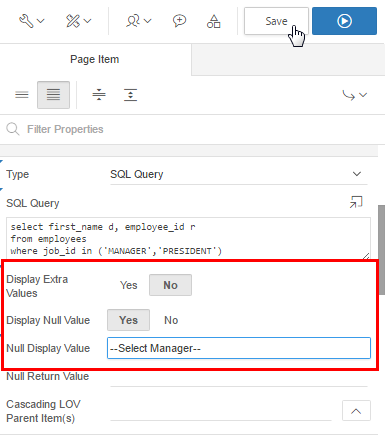 Save
Page Item
Filter Properties
Type SQL Query
SQL Query
select first_name d, employee_id r
from employees
where job_id in ('MANAGER','PRESIDENT')
Display Extra
Values
Yes No
Display Null Value Yes No
Null Display Value --Select Manager--
Null Return Value
Cascading LOV
Parent Item(s)